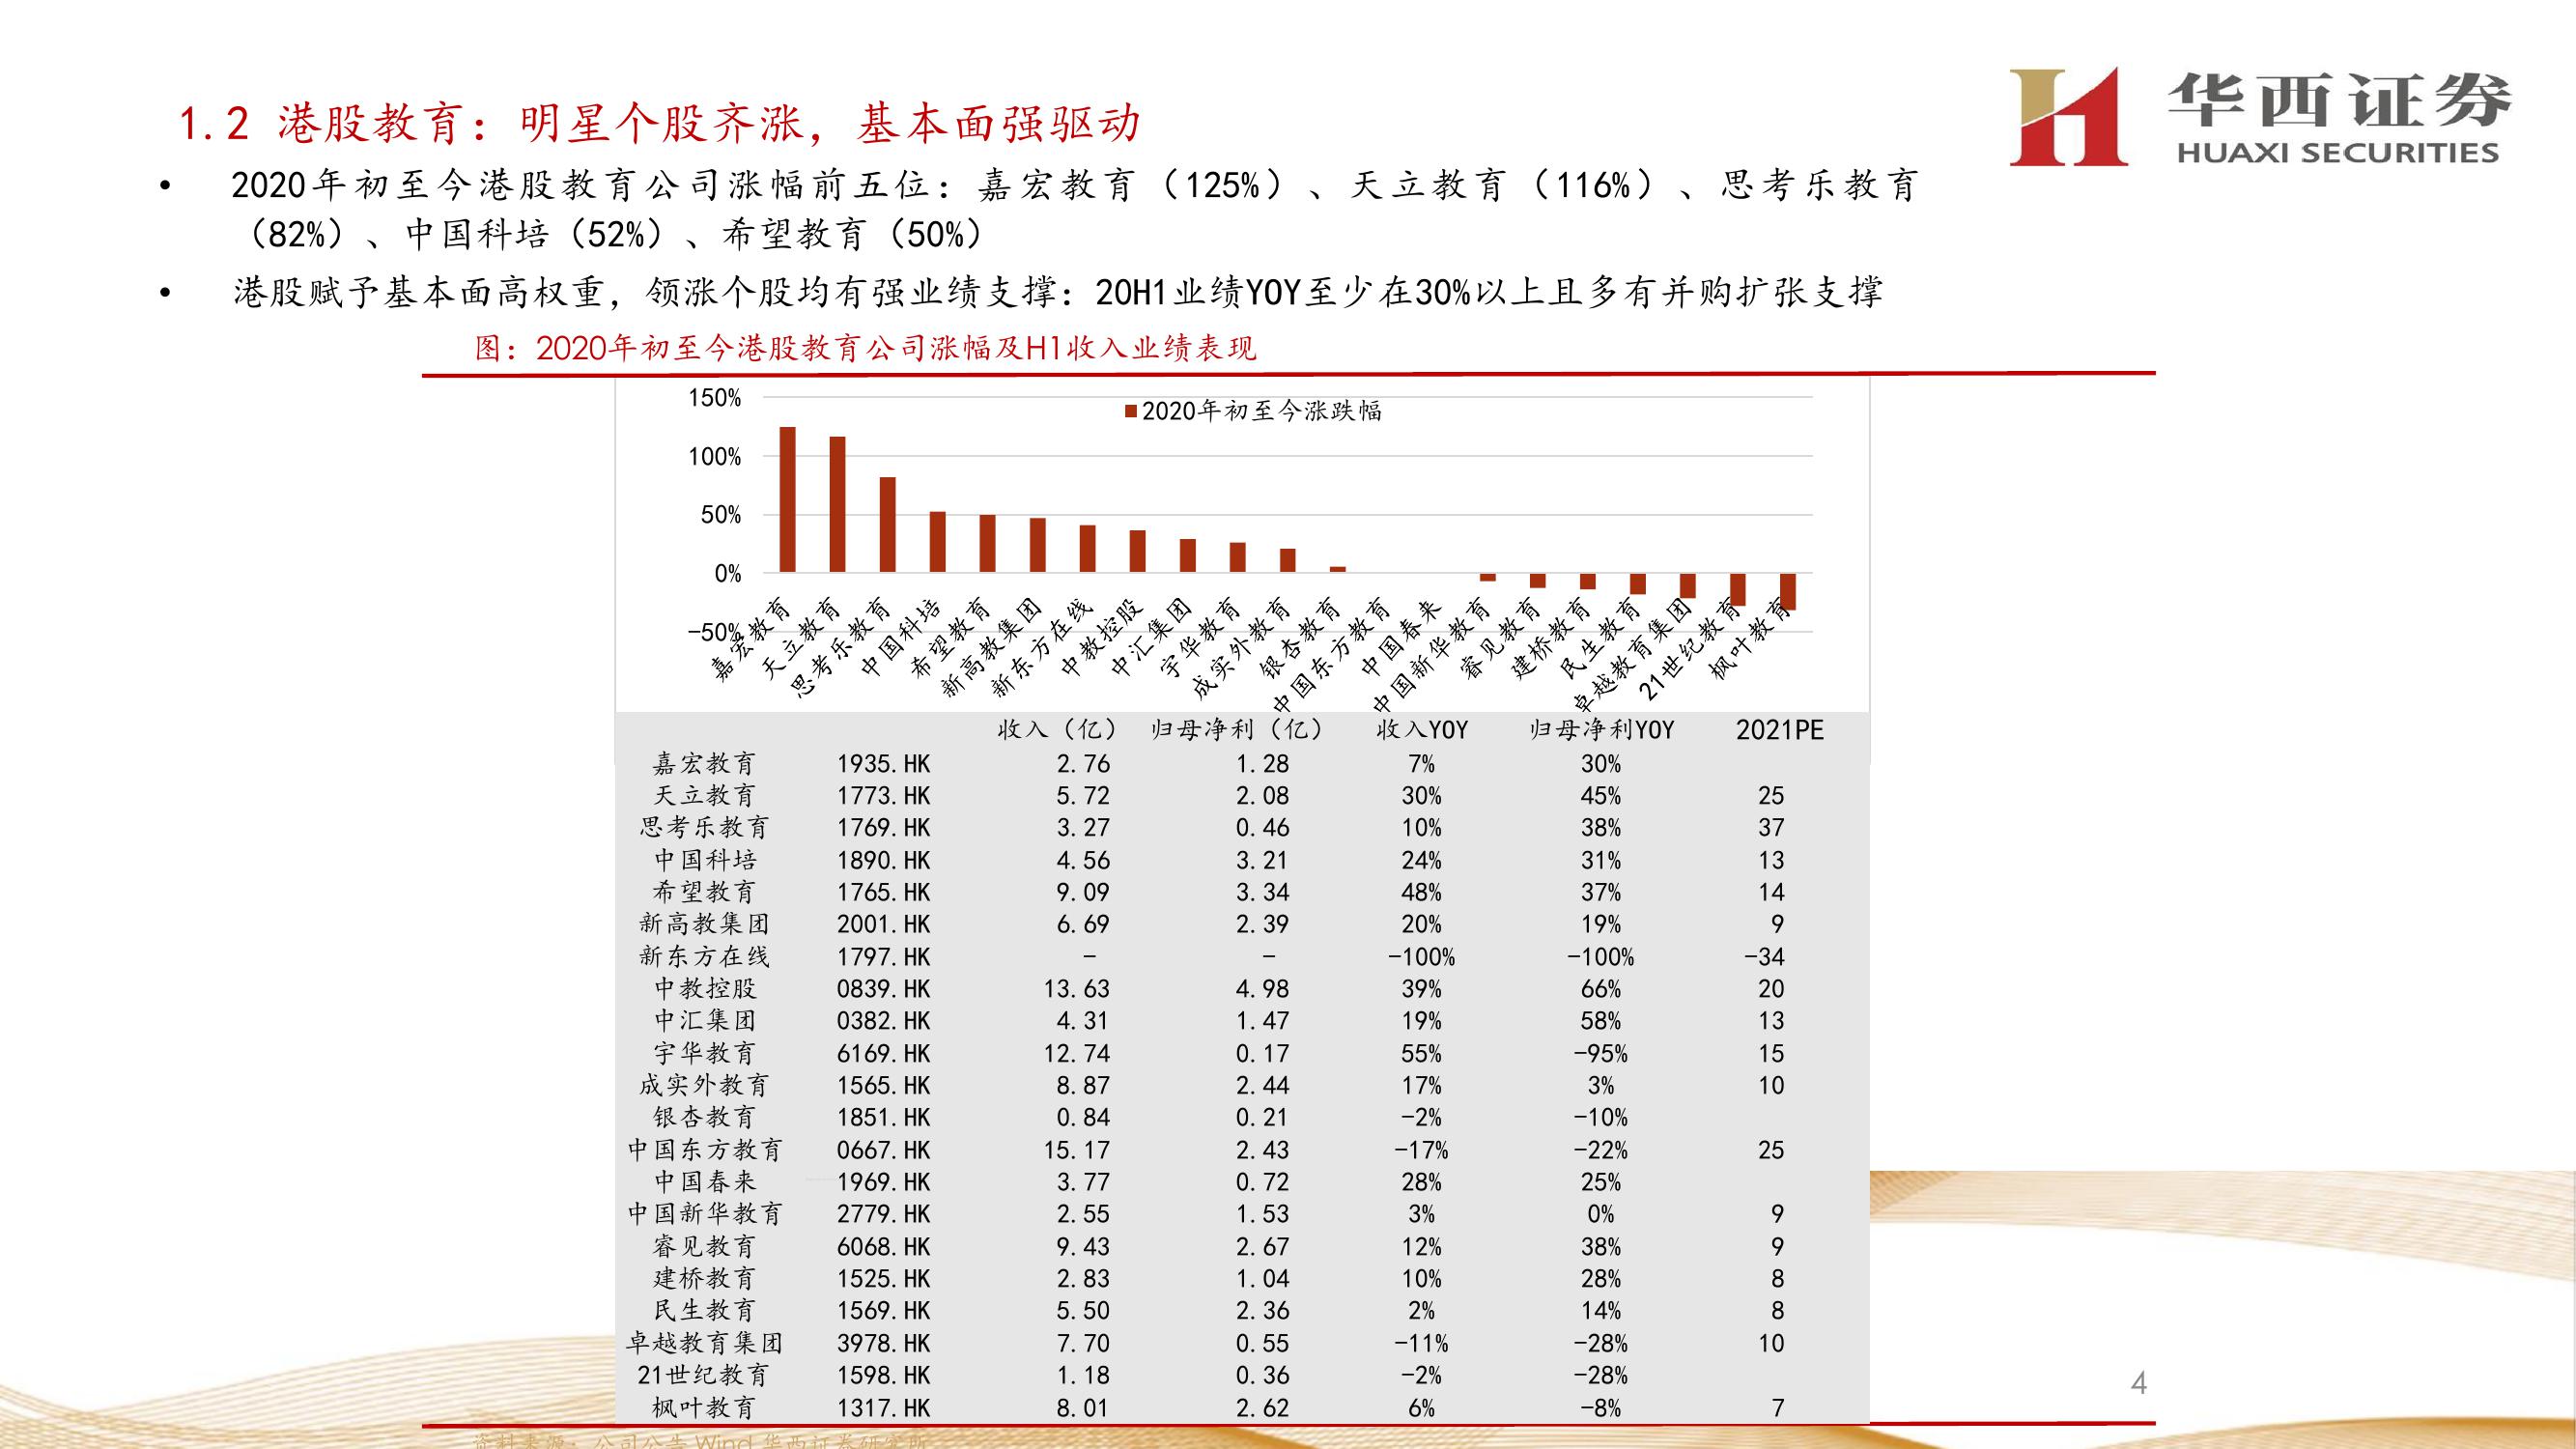 华西证券
HUAXI SECURITIES
1.2 港股教育：明星个股齐涨，基本面强驱动
• 2020年初至今港股教育公司涨幅前五位：嘉宏教育（125%）、天立教育（116%）、思考乐教育
（82%）、中国科培（52%）、希望教育（50%）
• 港股赋予基本面高权重，领涨个股均有强业绩支撑：20H1业绩YOY至少在30%以上且多有并购扩张支撑
图：2020年初至今港股教育公司涨幅及H1收入业绩表现
2020年初至今涨跌幅
150%
100%
50%
0%
-50%
嘉宏教育
天立教育
思考乐教育
中国科培
希望教育
新高教集团
新东方在线
中教控股
中汇集团
宇华教育
成实外教育
银杏教育
中国东方教育
中国春来
中国新华教育
睿见教育
建桥教育
民生教育
卓越教育集团
21世纪教育
枫叶教育
收入（亿） 归母净利（亿） 收入YOY 归母净利YOY 2021PE
嘉宏教育 1935.HK 2.76 1.28 7% 30%
天立教育 1773.HK 5.72 2.08 30% 45% 25
思考乐教育 1769.HK 3.27 0.46 10% 38% 37
中国科培 1890.HK 4.56 3.21 24% 31% 13
希望教育 1765.HK 9.09 3.34 48% 37% 14
新高教集团 2001.HK 6.69 2.39 20% 19% 9
新东方在线 1797.HK - - -100% -100% -34
中教控股 0839.HK 13.63 4.98 39% 66% 20
中汇集团 0382.HK 4.31 1.47 19% 58% 13
宇华教育 6169.HK 12.74 0.17 55% -95% 15
成实外教育 1565.HK 8.87 2.44 17% 3% 10
银杏教育 1851.HK 0.84 0.21 -2% -10%
中国东方教育 0667.HK 15.17 2.43 -17% -22% 25
中国春来 1969.HK 3.77 0.72 28% 25%
中国新华教育 2779.HK 2.55 1.53 3% 0% 9
睿见教育 6068.HK 9.43 2.67 12% 38% 9
建桥教育 1525.HK 2.83 1.04 10% 28% 8
民生教育 1569.HK 5.50 2.36 2% 14% 8
卓越教育集团 3978.HK 7.70 0.55 -11% -28% 10
21世纪教育 1598.HK 1.18 0.36 -2% -28%
枫叶教育 1317.HK 8.01 2.62 6% -8% 7
4
资料来源：公司公告 Wind 华西证券研究所